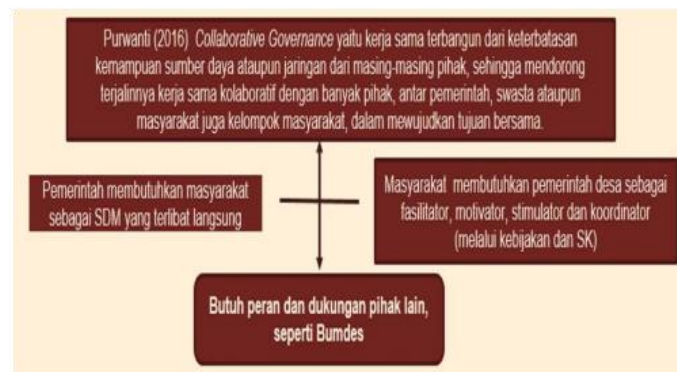 Purwanti (2016) Collaborative Governance yaitu kerja sama terbangun dari keterbatasan
kemampuan sumber daya ataupun jaringan dari masing-masing pihak, sehingga mendorong
terjalinnya kerja sama kolaboratif dengan banyak pihak, antar pemerintah, swasta ataupun
masyarakat juga kelompok masyarakat, dalam mewujudkan tujuan bersama.
Pemerintah membutuhkan masyarakat
sebagai SDM yang terlibat langsung
Masyarakat membutuhkan pemerintah desa sebagai
fasilitator, motivator, stimulator dan koordinator
(melalui kebijakan dan SK)
Butuh peran dan dukungan pihak lain,
seperti Bumdes